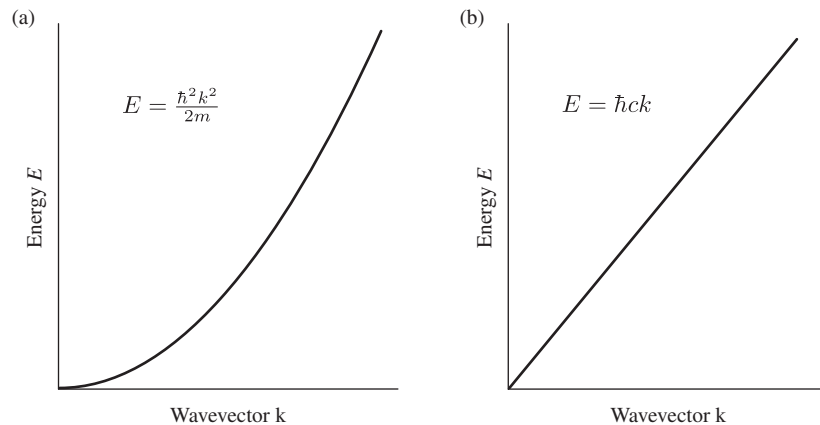 (a)
E = ħ²k²/2m
Energy E
Wavevector k
(b)
E = ħck
Energy E
Wavevector k